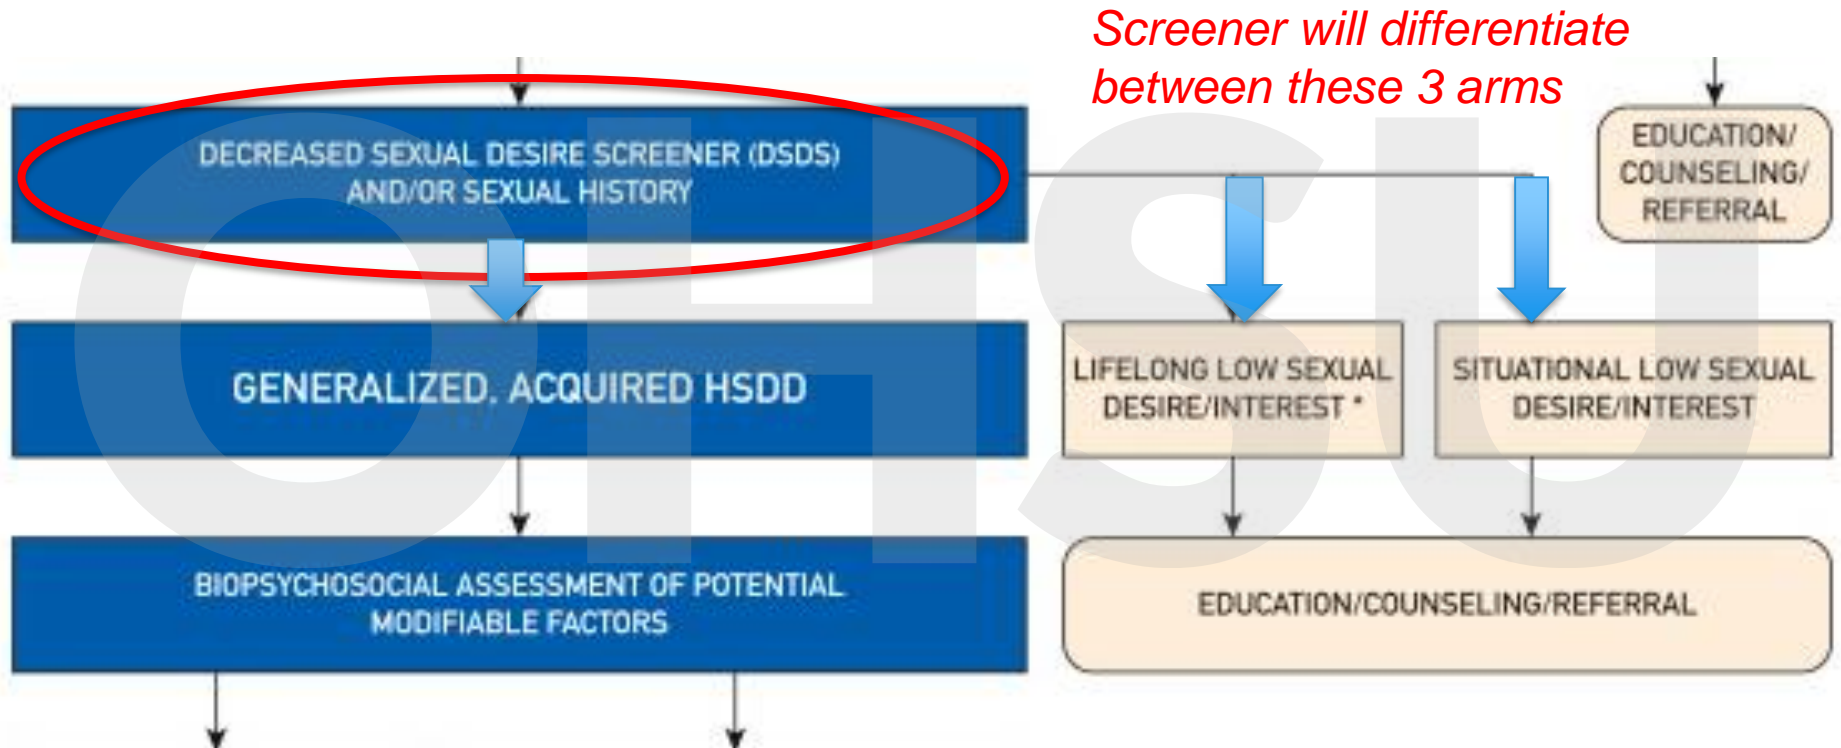 Screener will differentiate
between these 3 arms
DECREASED SEXUAL DESIRE SCREENER (DSDS)
AND/OR SEXUAL HISTORY
EDUCATION/
COUNSELING/
REFERRAL
GENERALIZED, ACQUIRED HSDD
LIFELONG LOW SEXUAL
DESIRE/INTEREST *
SITUATIONAL LOW SEXUAL
DESIRE/INTEREST
BIOPSYCHOSOCIAL ASSESSMENT OF POTENTIAL
MODIFIABLE FACTORS
EDUCATION/COUNSELING/REFERRAL
OHSU